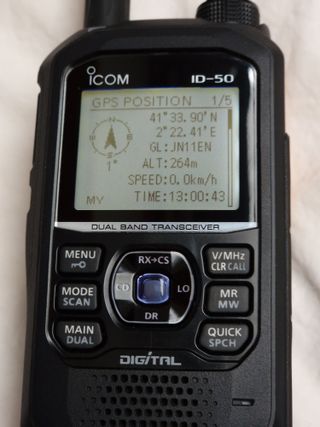 ICOM ID-50
GPS POSITION 1/5
41°33.90'N
2°22.41'E
GL:JN11EN
1° ALT:264m
SPEED:0.0km/h
MY TIME:13:00:43
DUAL BAND TRANSCEIVER
MENU RX→CS V/MHz
CLR CALL
MODE CD LO MR
SCAN MW
MAIN DR QUICK
DUAL SPCH
DIGITAL